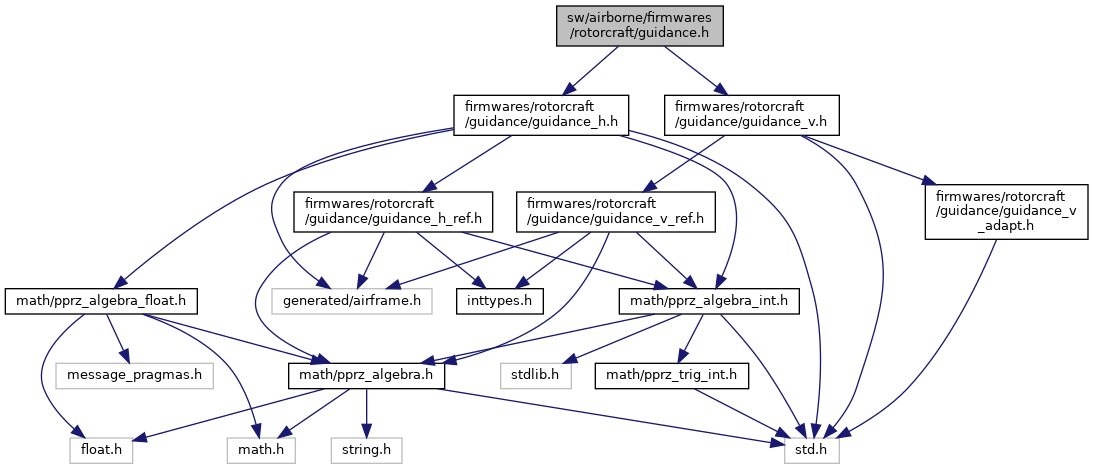 sw/airborne/firmwares
/rotorcraft/guidance.h
firmwares/rotorcraft
/guidance/guidance_h.h
firmwares/rotorcraft
/guidance/guidance_v.h
firmwares/rotorcraft
/guidance/guidance_h_ref.h
firmwares/rotorcraft
/guidance/guidance_v_ref.h
firmwares/rotorcraft
/guidance/guidance_v
_adapt.h
math/pprz_algebra_float.h
generated/airframe.h
inttypes.h
math/pprz_algebra_int.h
message_pragmas.h
math/pprz_algebra.h
stdlib.h
math/pprz_trig_int.h
float.h
math.h
string.h
std.h